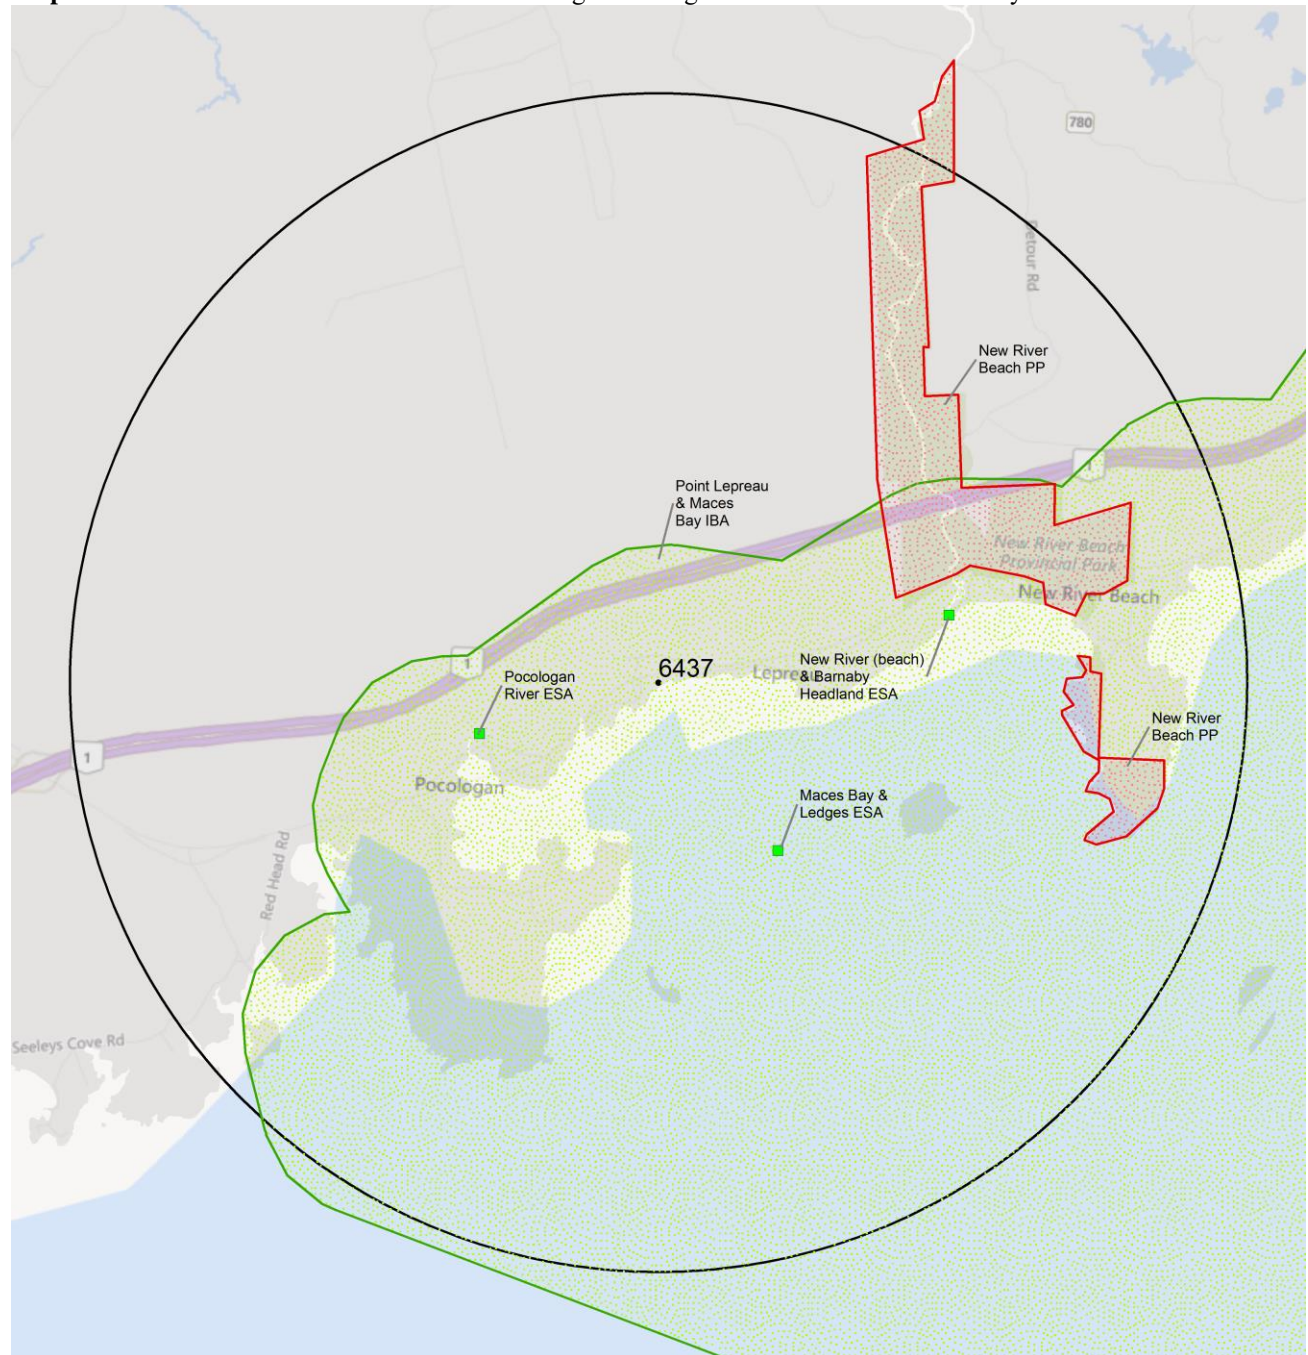 780
Detour Rd
New River
Beach PP
1
Point Lepreau
& Maces
Bay IBA
New River Beach
Provincial Park
New River Beach
6437
1
Pocologan
River ESA
Lepreau
New River (beach)
& Barnaby
Headland ESA
New River
Beach PP
1
Pocologan
Maces Bay &
Ledges ESA
Red Head Rd
Seeleys Cove Rd